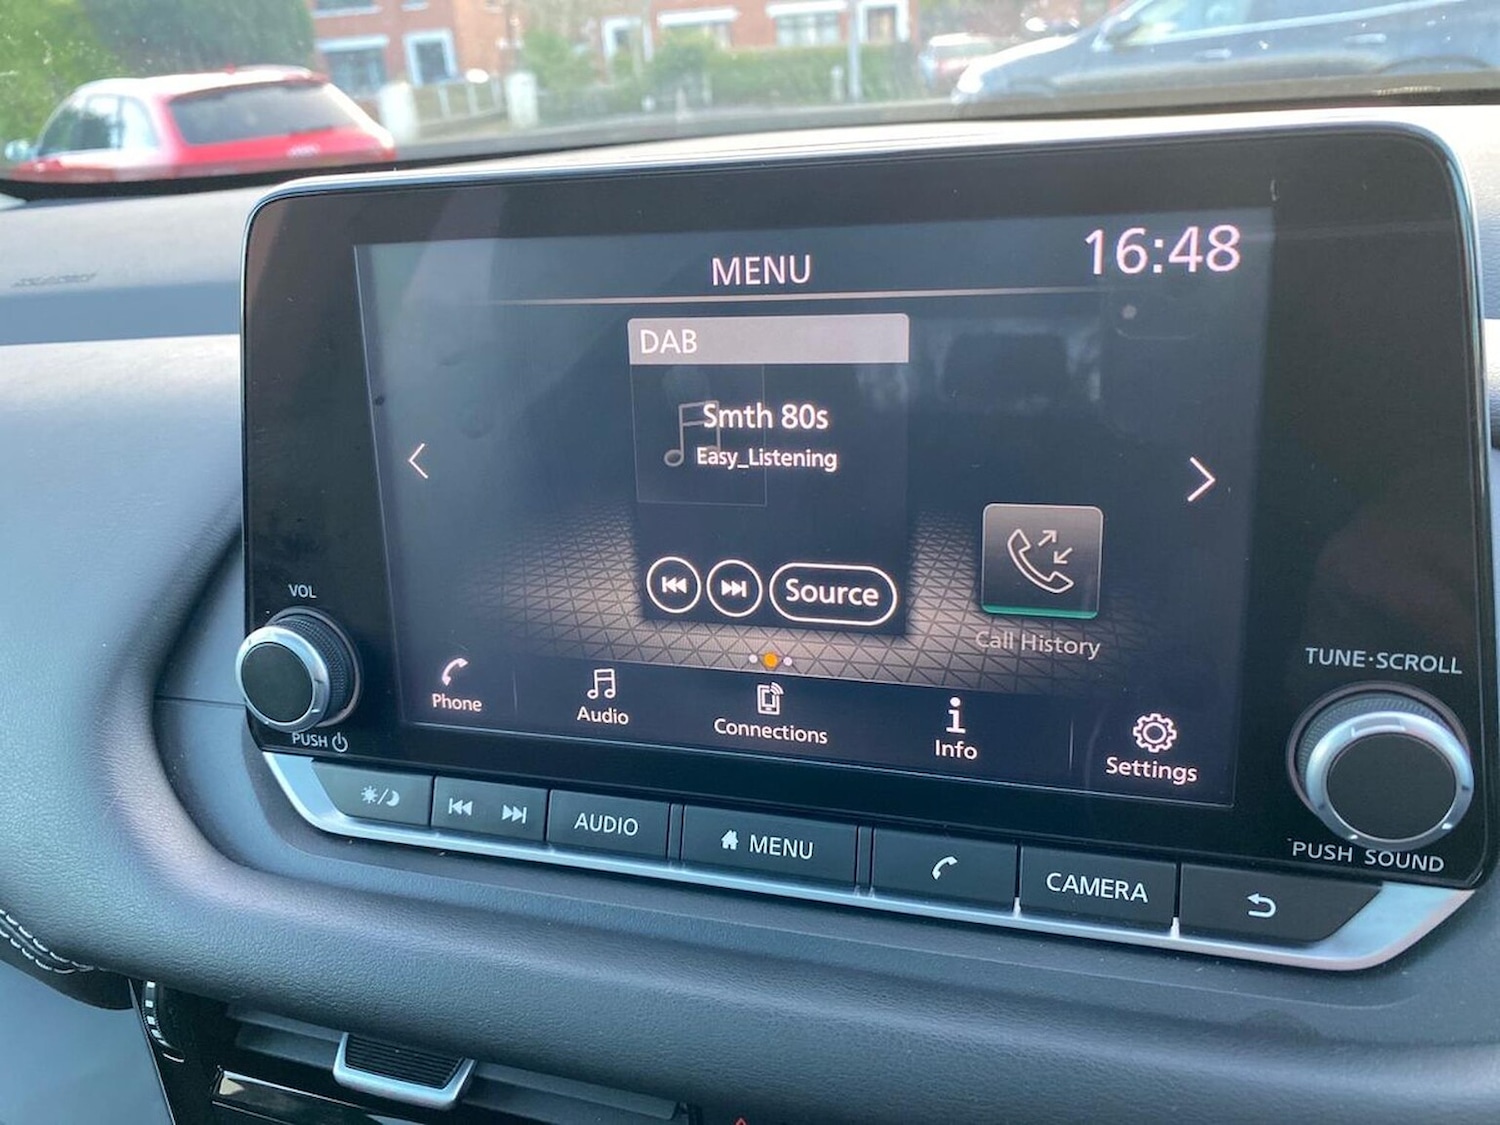 MENU
16:48
DAB
Smth 80s
Easy_Listening
Source
Call History
Phone
Audio
Connections
Info
Settings
VOL
PUSH
TUNE·SCROLL
PUSH SOUND
AUDIO
MENU
CAMERA